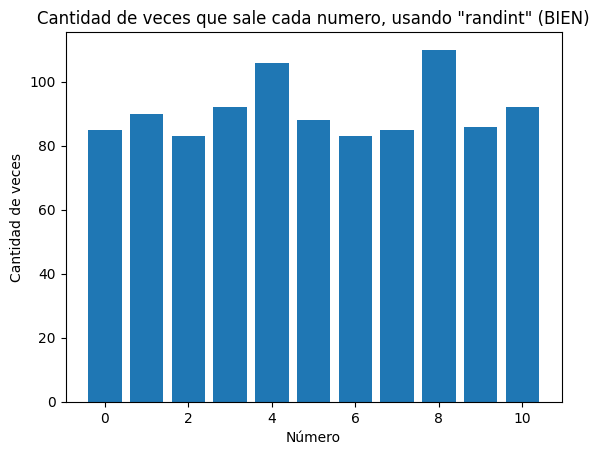 Cantidad de veces que sale cada numero, usando "randint" (BIEN)
100
80
60
40
20
0
Cantidad de veces
0 2 4 6 8 10
Número